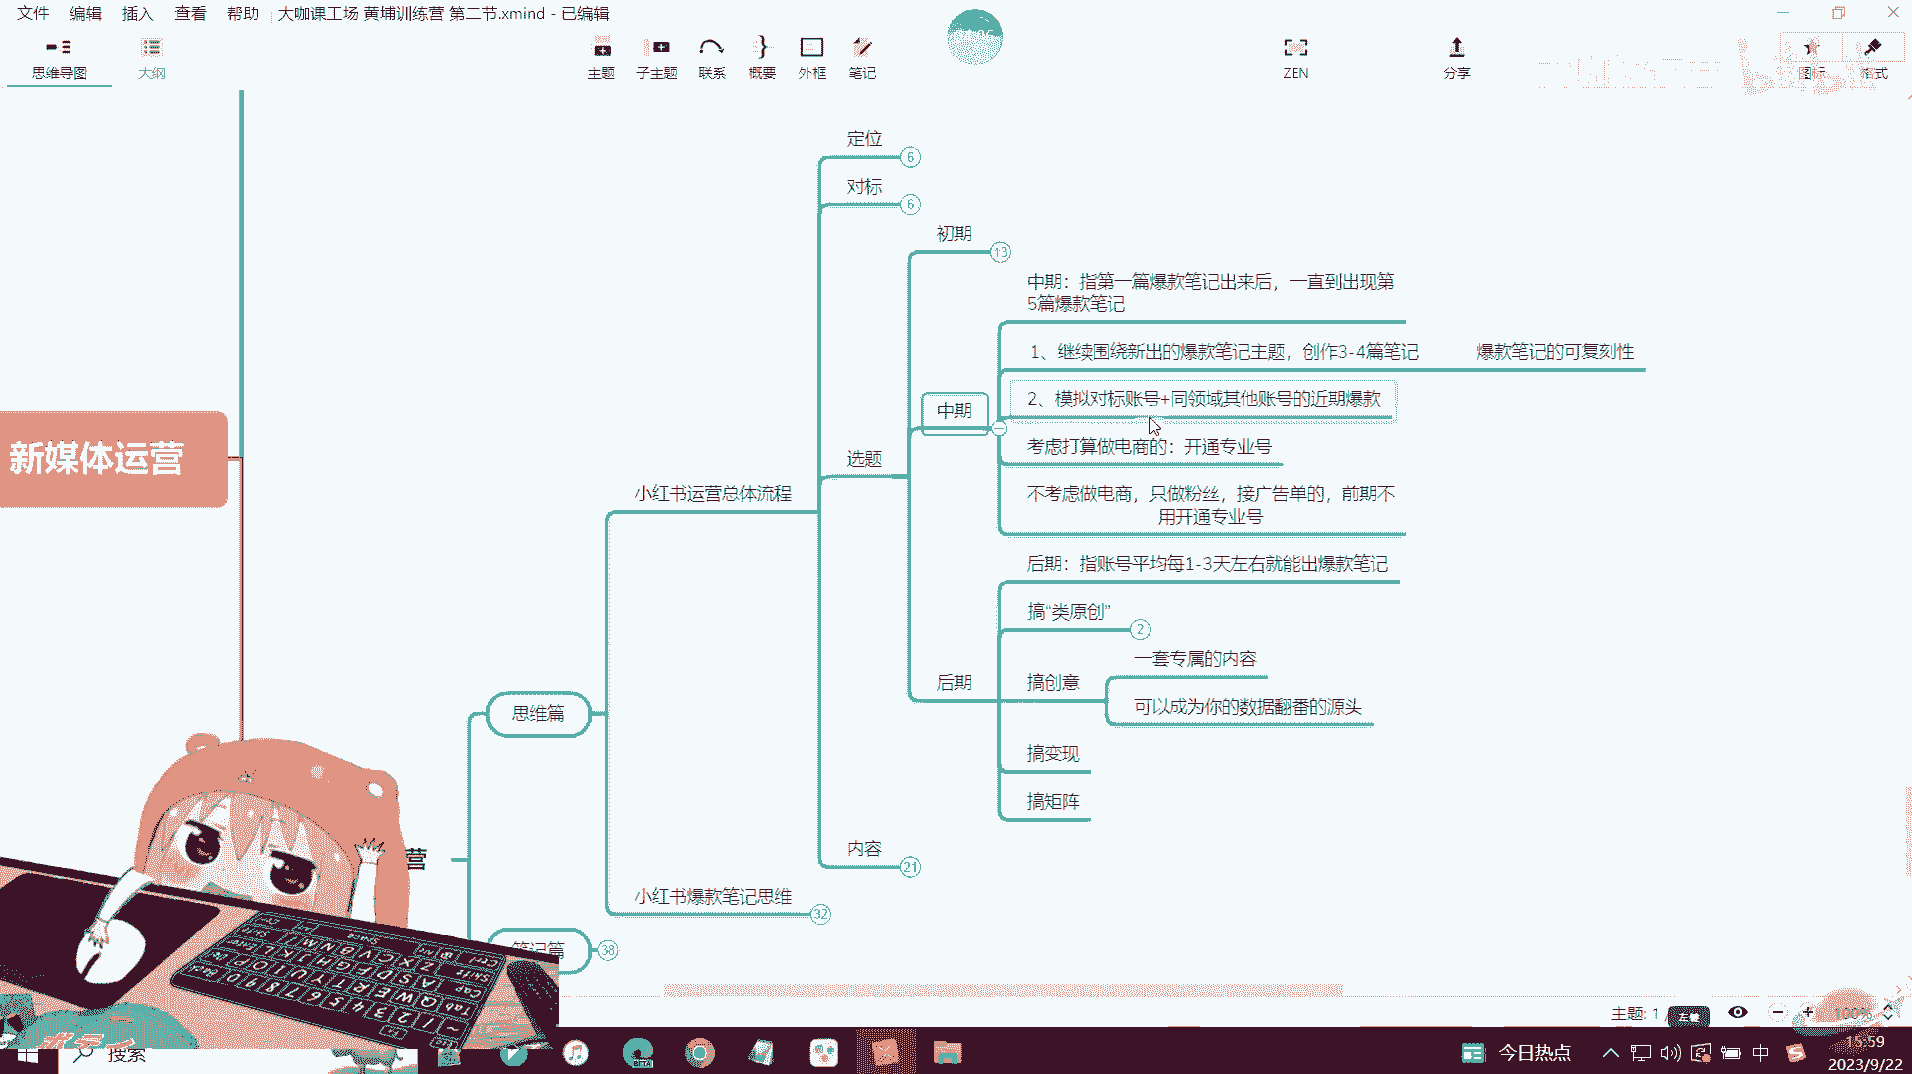 文件 编辑 插入 查看 帮助 大咖课工场 黄埔训练营 第二节.xmind - 已编辑
思维导图 大纲 主题 子主题 联系 概要 外框 笔记 ZEN 分享 图标 格式
定位 6
对标 6
初期 13
中期：指第一篇爆款笔记出来后，一直到出现第
5篇爆款笔记
1、继续围绕新出的爆款笔记主题，创作3-4篇笔记 爆款笔记的可复刻性
2、模拟对标账号+同领域其他账号的近期爆款
中期
考虑打算做电商的：开通专业号
新媒体运营
选题
小红书运营总体流程
不考虑做电商，只做粉丝，接广告单的，前期不
用开通专业号
后期：指账号平均每1-3天左右就能出爆款笔记
搞“类原创” 2
一套专属的内容
后期
搞创意
可以成为你的数据翻番的源头
思维篇
搞变现
搞矩阵
内容 21
营
小红书爆款笔记思维 32
笔记篇 38
主题: 1
100%
搜索
BETA
今日热点
中
15:59
2023/9/22